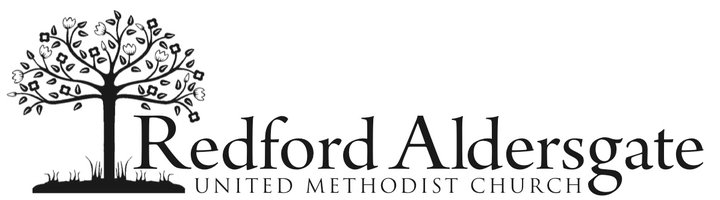 Redford Aldersgate
UNITED METHODIST CHURCH